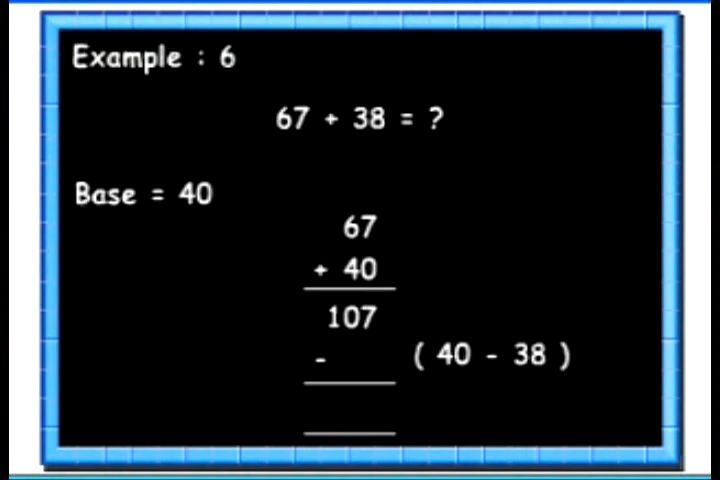 Example : 6
67 + 38 = ?
Base = 40
67
+ 40
107
- ( 40 - 38 )